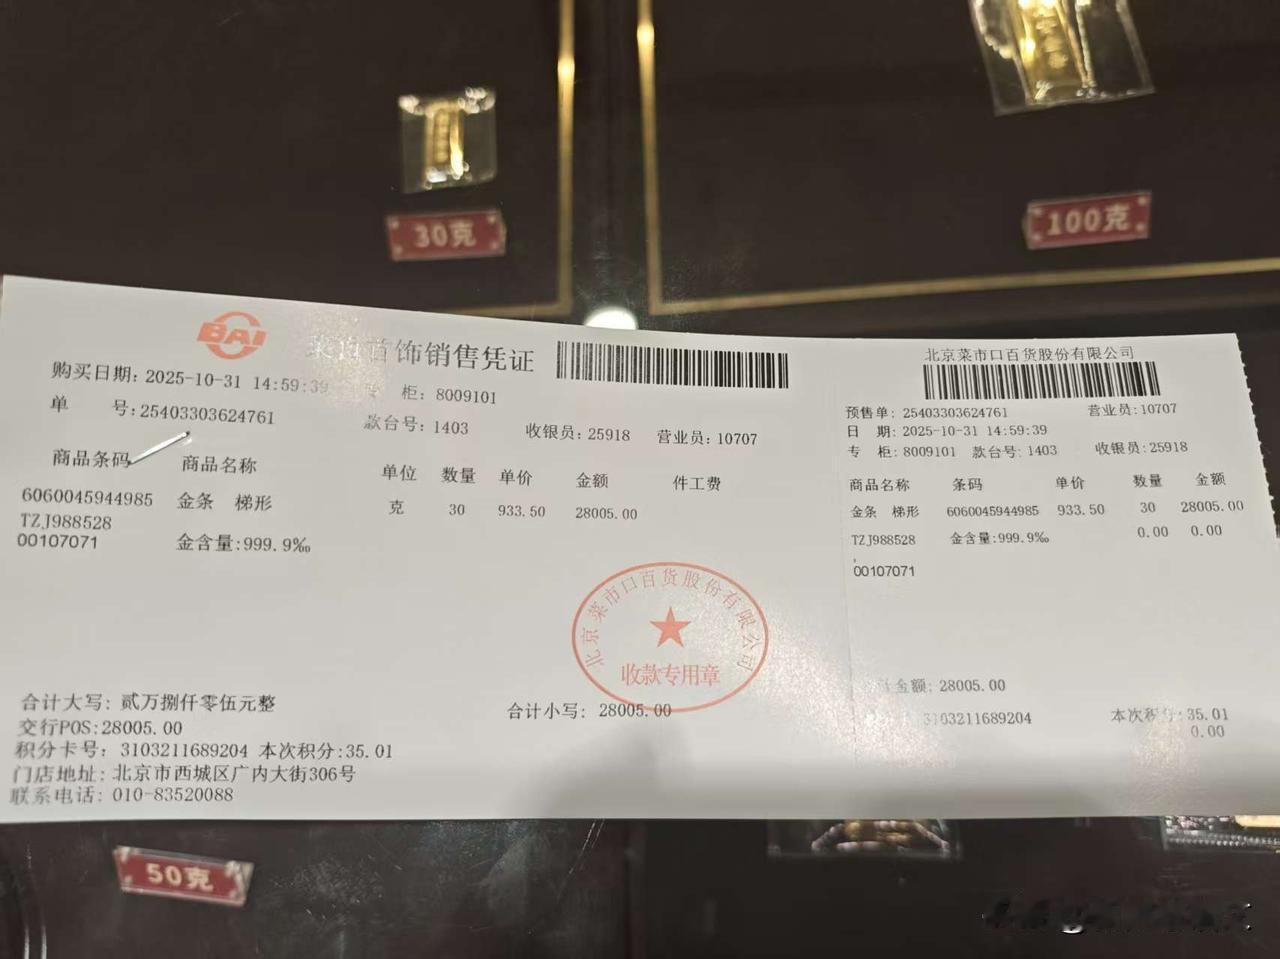 30克
100克
BAI
首饰销售凭证
购买日期: 2025-10-31 14:59:39 专 柜: 8009101
单 号:25403303624761 款台号: 1403 收银员: 25918 营业员: 10707
商品条码 商品名称 单位 数量 单价 金额 件工费
6060045944985 金条 梯形 克 30 933.50 28005.00
TZJ988528
00107071 金含量:999.9‰
北京菜市口百货股份有限公司
收款专用章
合计大写: 贰万捌仟零伍元整
合计小写: 28005.00
交行POS:28005.00
积分卡号: 3103211689204 本次积分:35.01
门店地址: 北京市西城区广内大街306号
联系电话: 010-83520088
北京菜市口百货股份有限公司
预售单: 25403303624761 营业员:10707
日 期: 2025-10-31 14:59:39
专 柜: 8009101 款台号: 1403 收银员:25918
商品名称 条码 单价 数量 金额
金条 梯形 6060045944985 933.50 30 28005.00
TZJ988528 金含量:999.9‰ 0.00 0.00
,
00107071
金额: 28005.00
3103211689204 本次积分:35.01
0.00
50克